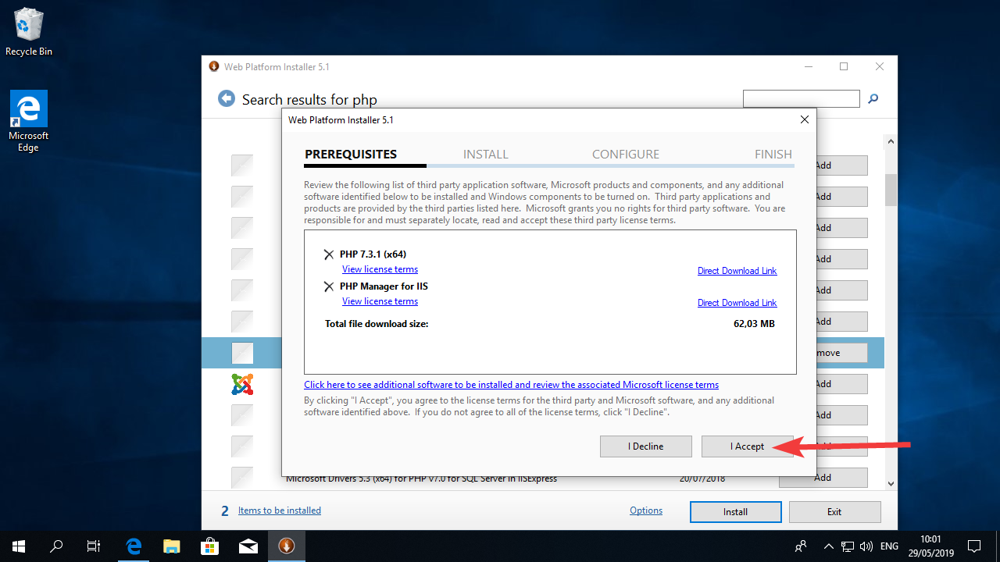 Recycle Bin
Microsoft
Edge
Web Platform Installer 5.1
Search results for php
Web Platform Installer 5.1
PREREQUISITES INSTALL CONFIGURE FINISH
Review the following list of third party application software, Microsoft products and components, and any additional
software identified below to be installed and Windows components to be turned on. Third party applications and
products are provided by the third parties listed here. Microsoft grants you no rights for third party software. You are
responsible for and must separately locate, read and accept these third party license terms.
PHP 7.3.1 (x64)
View license terms Direct Download Link
PHP Manager for IIS
View license terms Direct Download Link
Total file download size: 62,03 MB
Click here to see additional software to be installed and review the associated Microsoft license terms
By clicking "I Accept", you agree to the license terms for the third party and Microsoft software, and any additional
software identified above. If you do not agree to all of the license terms, click "I Decline".
I Decline I Accept
Add
Add
Add
Add
Add
Add
move
Add
Add
Microsoft Drivers 5.3 (x64) for PHP v7.0 for SQL Server in IISExpress 20/07/2018 Add
2 Items to be installed Options Install Exit
ENG 10:01
29/05/2019